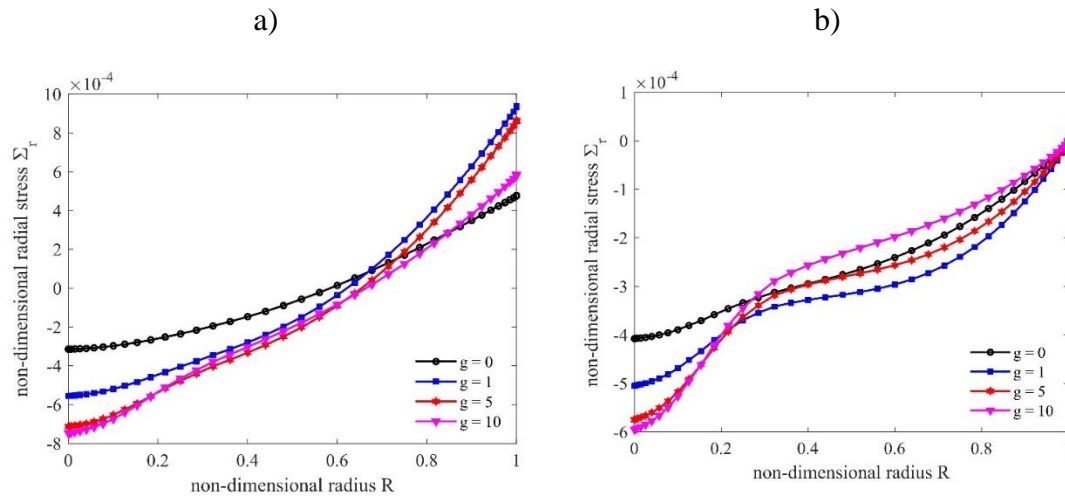 a)
b)
×10⁻⁴
10
8
6
4
2
0
-2
-4
-6
-8
0
0.2
0.4
0.6
0.8
1
non-dimensional radial stress Σr
non-dimensional radius R
g = 0
g = 1
g = 5
g = 10
×10⁻⁴
1
0
-1
-2
-3
-4
-5
-6
0
0.2
0.4
0.6
0.8
1
non-dimensional radial stress Σr
non-dimensional radius R
g = 0
g = 1
g = 5
g = 10